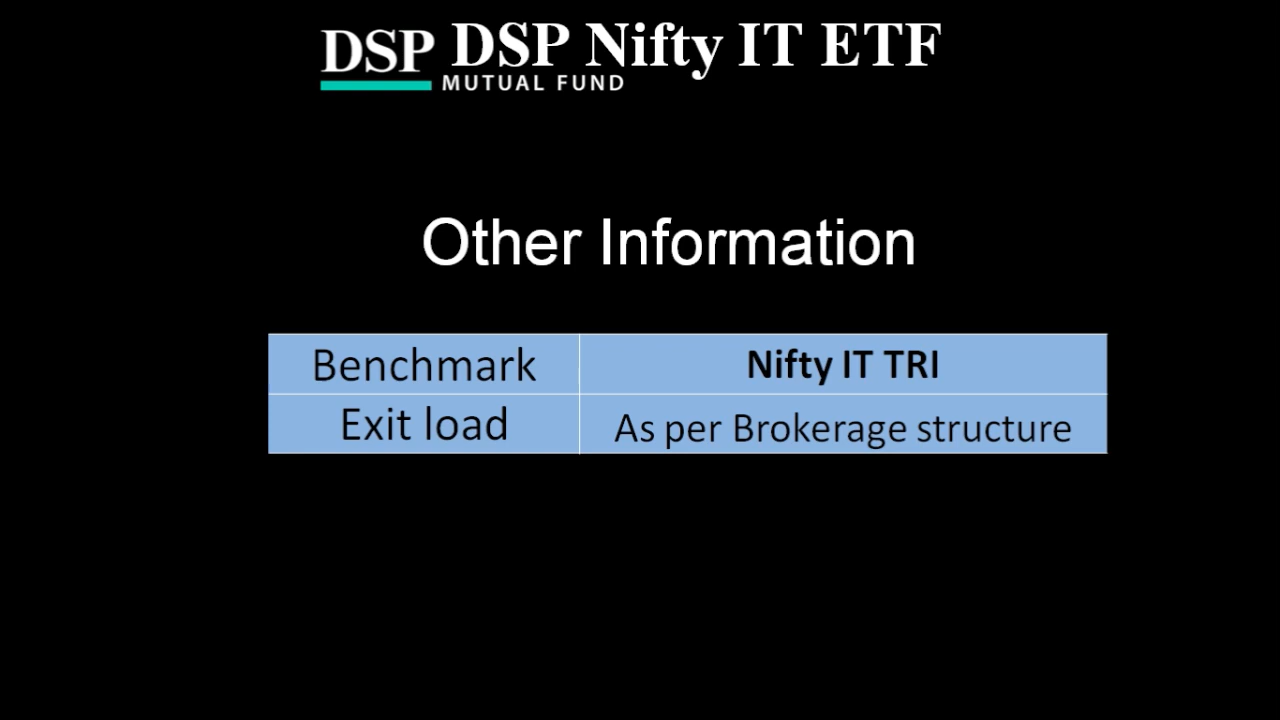 DSP DSP Nifty IT ETF
MUTUAL FUND
Other Information
Benchmark Nifty IT TRI
Exit load As per Brokerage structure